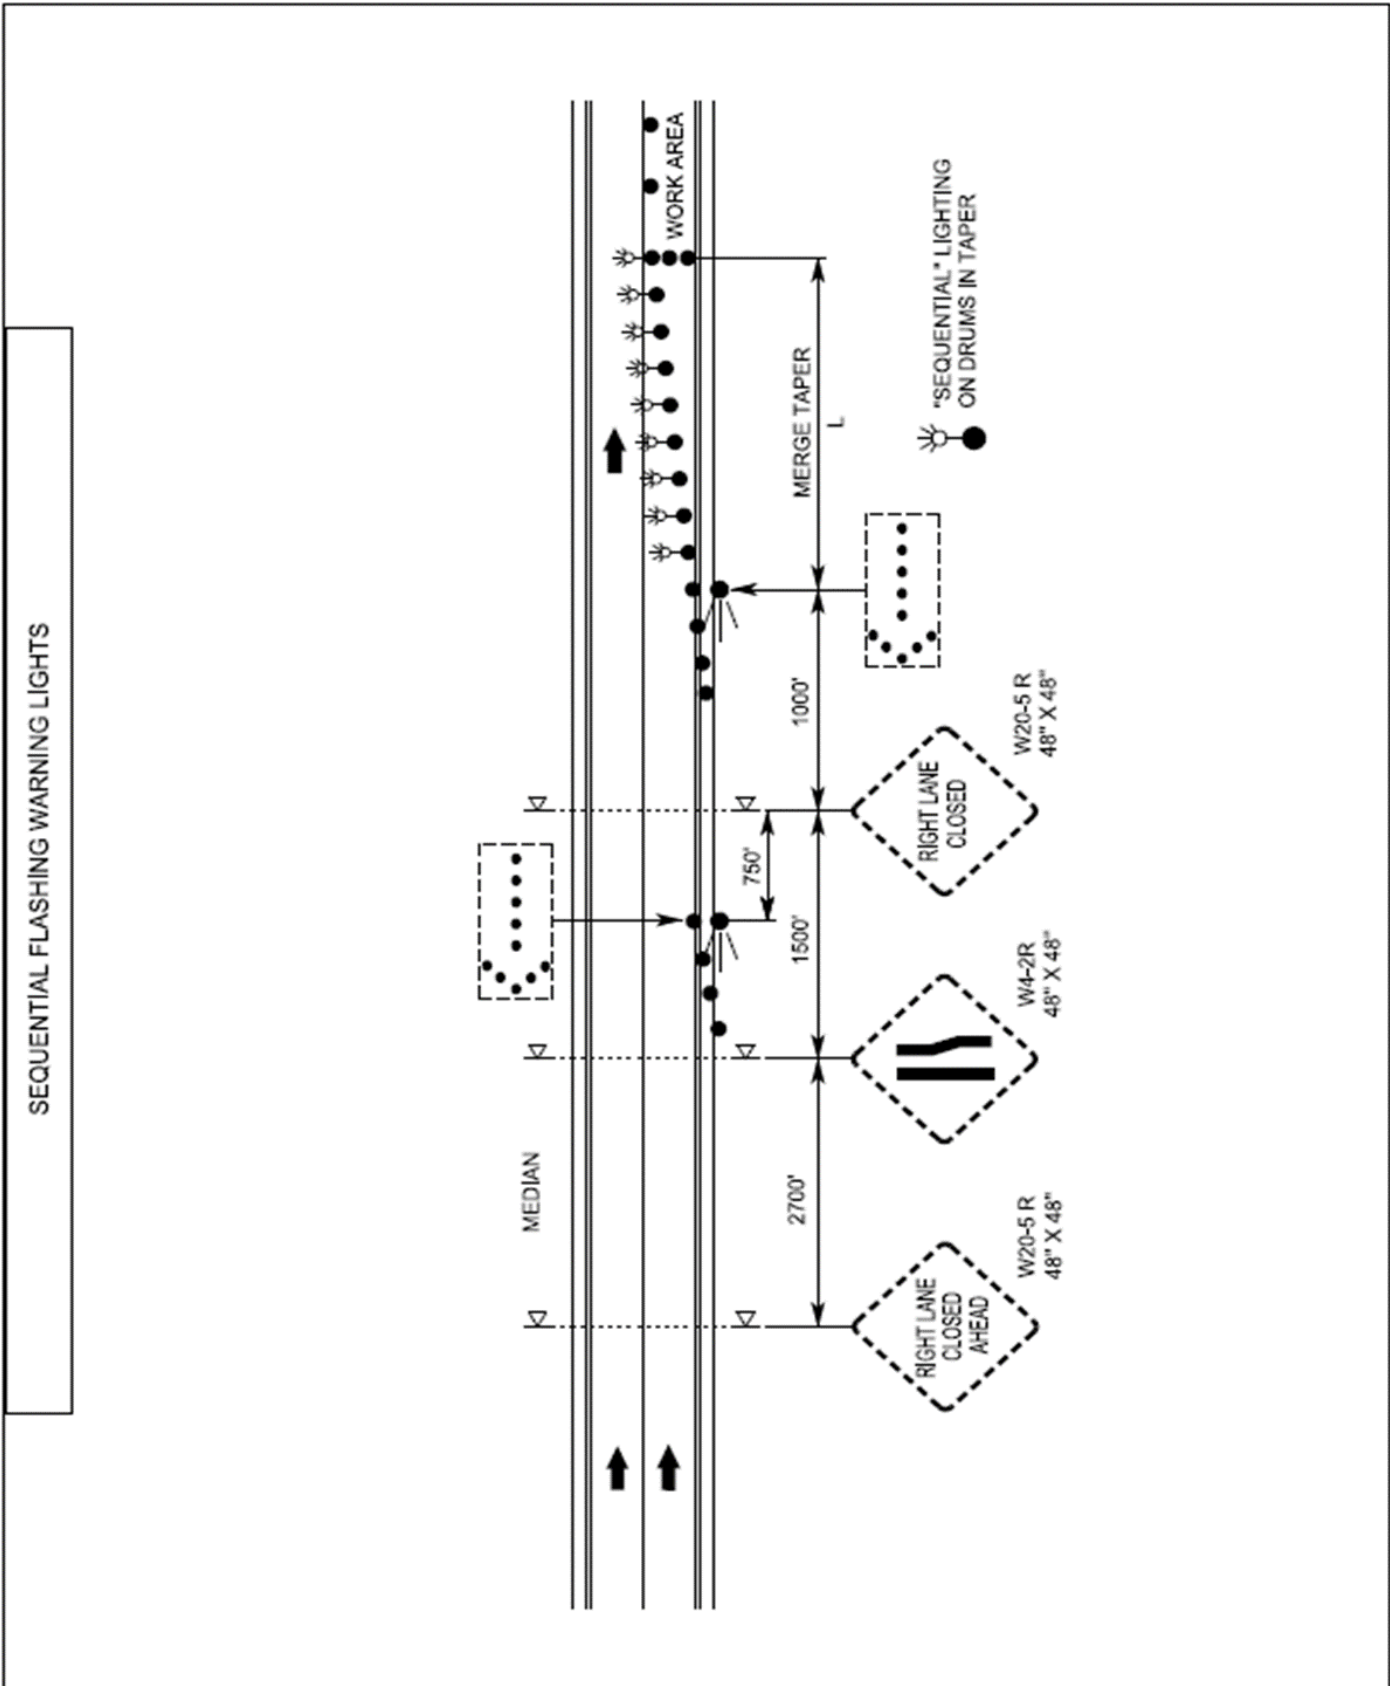 SEQUENTIAL FLASHING WARNING LIGHTS
MEDIAN
WORK AREA
2700'
1500'
750'
1000'
MERGE TAPER
L
RIGHT LANE
CLOSED
AHEAD
W20-5 R
48" X 48"
W4-2R
48" X 48"
RIGHT LANE
CLOSED
W20-5 R
48" X 48"
"SEQUENTIAL" LIGHTING
ON DRUMS IN TAPER